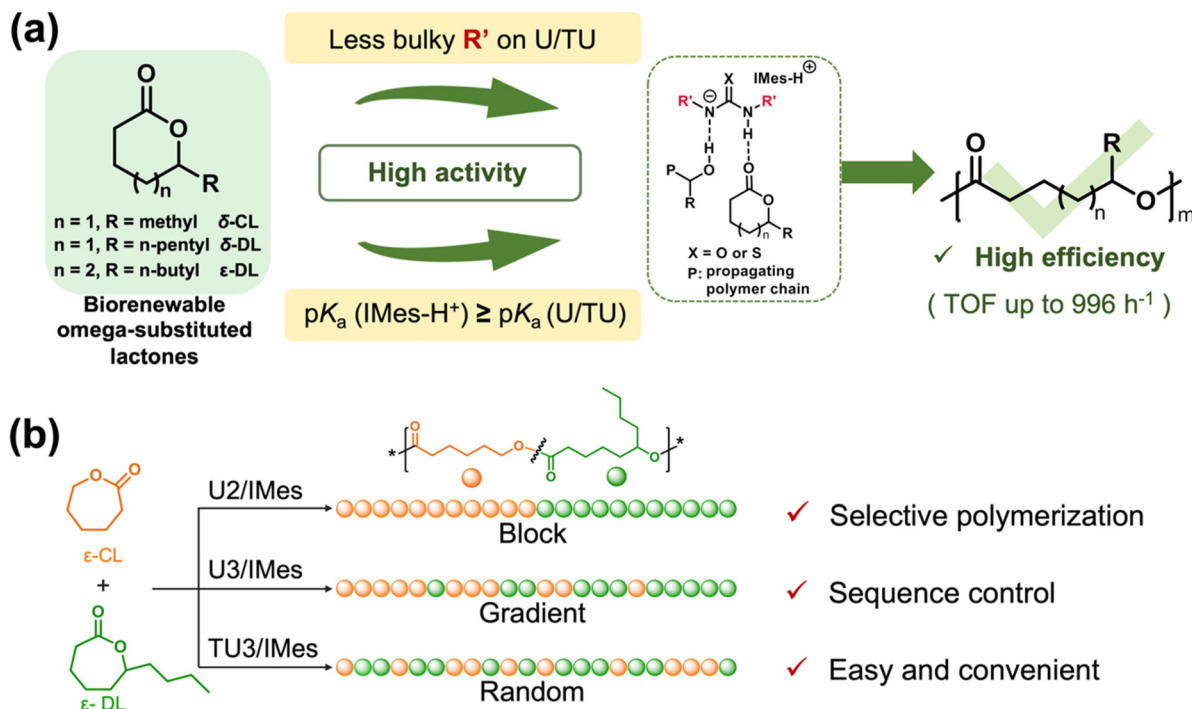 (a)
Less bulky R' on U/TU
High activity
pKa (IMes-H⁺) ≥ pKa (U/TU)
O
O
R
n
n = 1, R = methyl δ-CL
n = 1, R = n-pentyl δ-DL
n = 2, R = n-butyl ε-DL
Biorenewable
omega-substituted
lactones
X IMes-H⊕
R' ⊖ R'
N N
H H
P O O
R O
n R
X = O or S
P: propagating
polymer chain
O R
n O m
✓ High efficiency
( TOF up to 996 h⁻¹ )
(b)
O O
ε-CL
+
O
O
ε- DL
* O O O O *
U2/IMes
Block
✓ Selective polymerization
U3/IMes
Gradient
✓ Sequence control
TU3/IMes
Random
✓ Easy and convenient